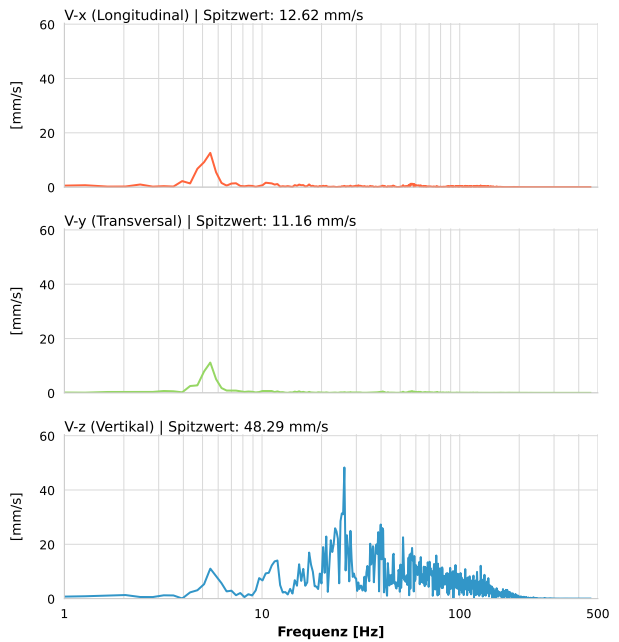 V-x (Longitudinal) | Spitzwert: 12.62 mm/s
60
40
20
0
[mm/s]
V-y (Transversal) | Spitzwert: 11.16 mm/s
60
40
20
0
[mm/s]
V-z (Vertikal) | Spitzwert: 48.29 mm/s
60
40
20
0
[mm/s]
1 10 100 500
Frequenz [Hz]